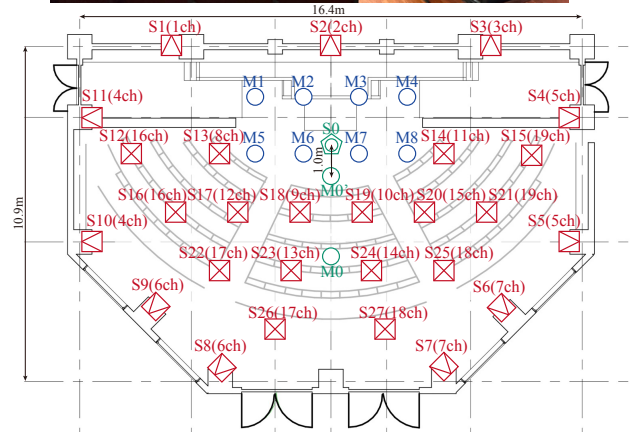 16.4m
S1(1ch) S2(2ch) S3(3ch)
M1 M2 M3 M4
S11(4ch) S4(5ch)
S12(16ch) S13(8ch) M5 M6 S0 M7 M8 S14(11ch) S15(19ch)
1.0m
M0'
S16(16ch) S17(12ch) S18(9ch) S19(10ch) S20(15ch) S21(19ch)
10.9m
S10(4ch) S5(5ch)
S22(17ch) S23(13ch) M0 S24(14ch) S25(18ch)
S9(6ch) S6(7ch)
S26(17ch) S27(18ch)
S8(6ch) S7(7ch)